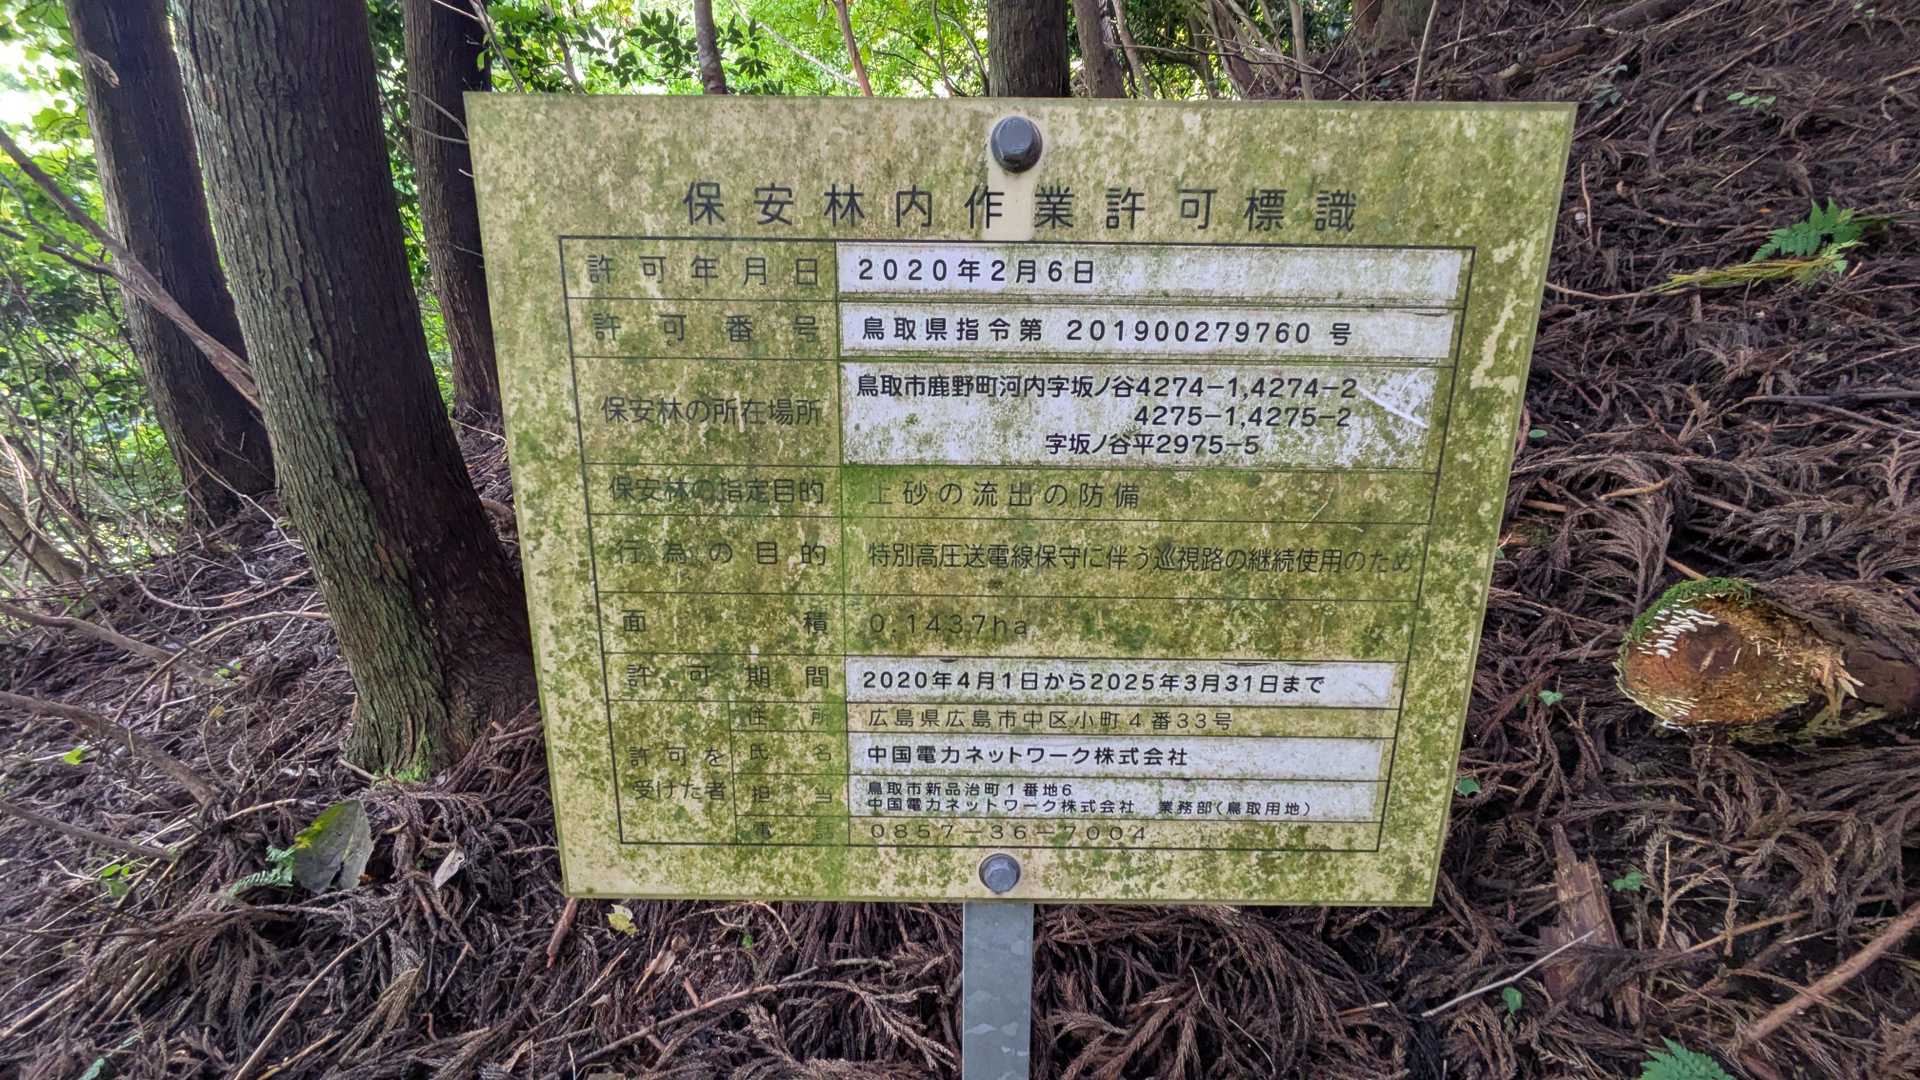 保安林内作業許可標識
許可年月日 2020年2月6日
許可番号 鳥取県指令第 201900279760 号
保安林の所在場所 鳥取市鹿野町河内字坂ノ谷4274-1,4274-2
4275-1,4275-2
字坂ノ谷平2975-5
保安林の指定目的 土砂の流出の防備
行為の目的 特別高圧送電線保守に伴う巡視路の継続使用のため
面積 0.1437ha
許可期間 2020年4月1日から2025年3月31日まで
許可を受けた者
住所 広島県広島市中区小町4番33号
氏名 中国電力ネットワーク株式会社
担当 鳥取市新品治町1番地6
中国電力ネットワーク株式会社 業務部(鳥取用地)
電話 0857-36-7004